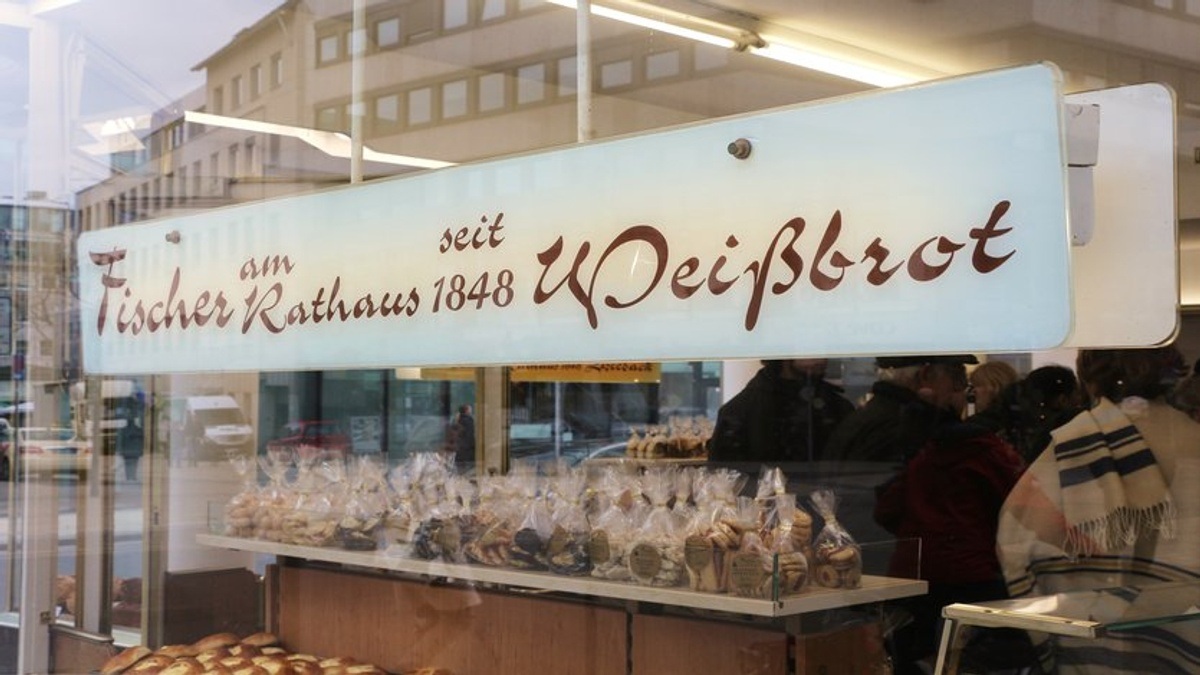 Fischer am Rathaus seit 1848 Weißbrot